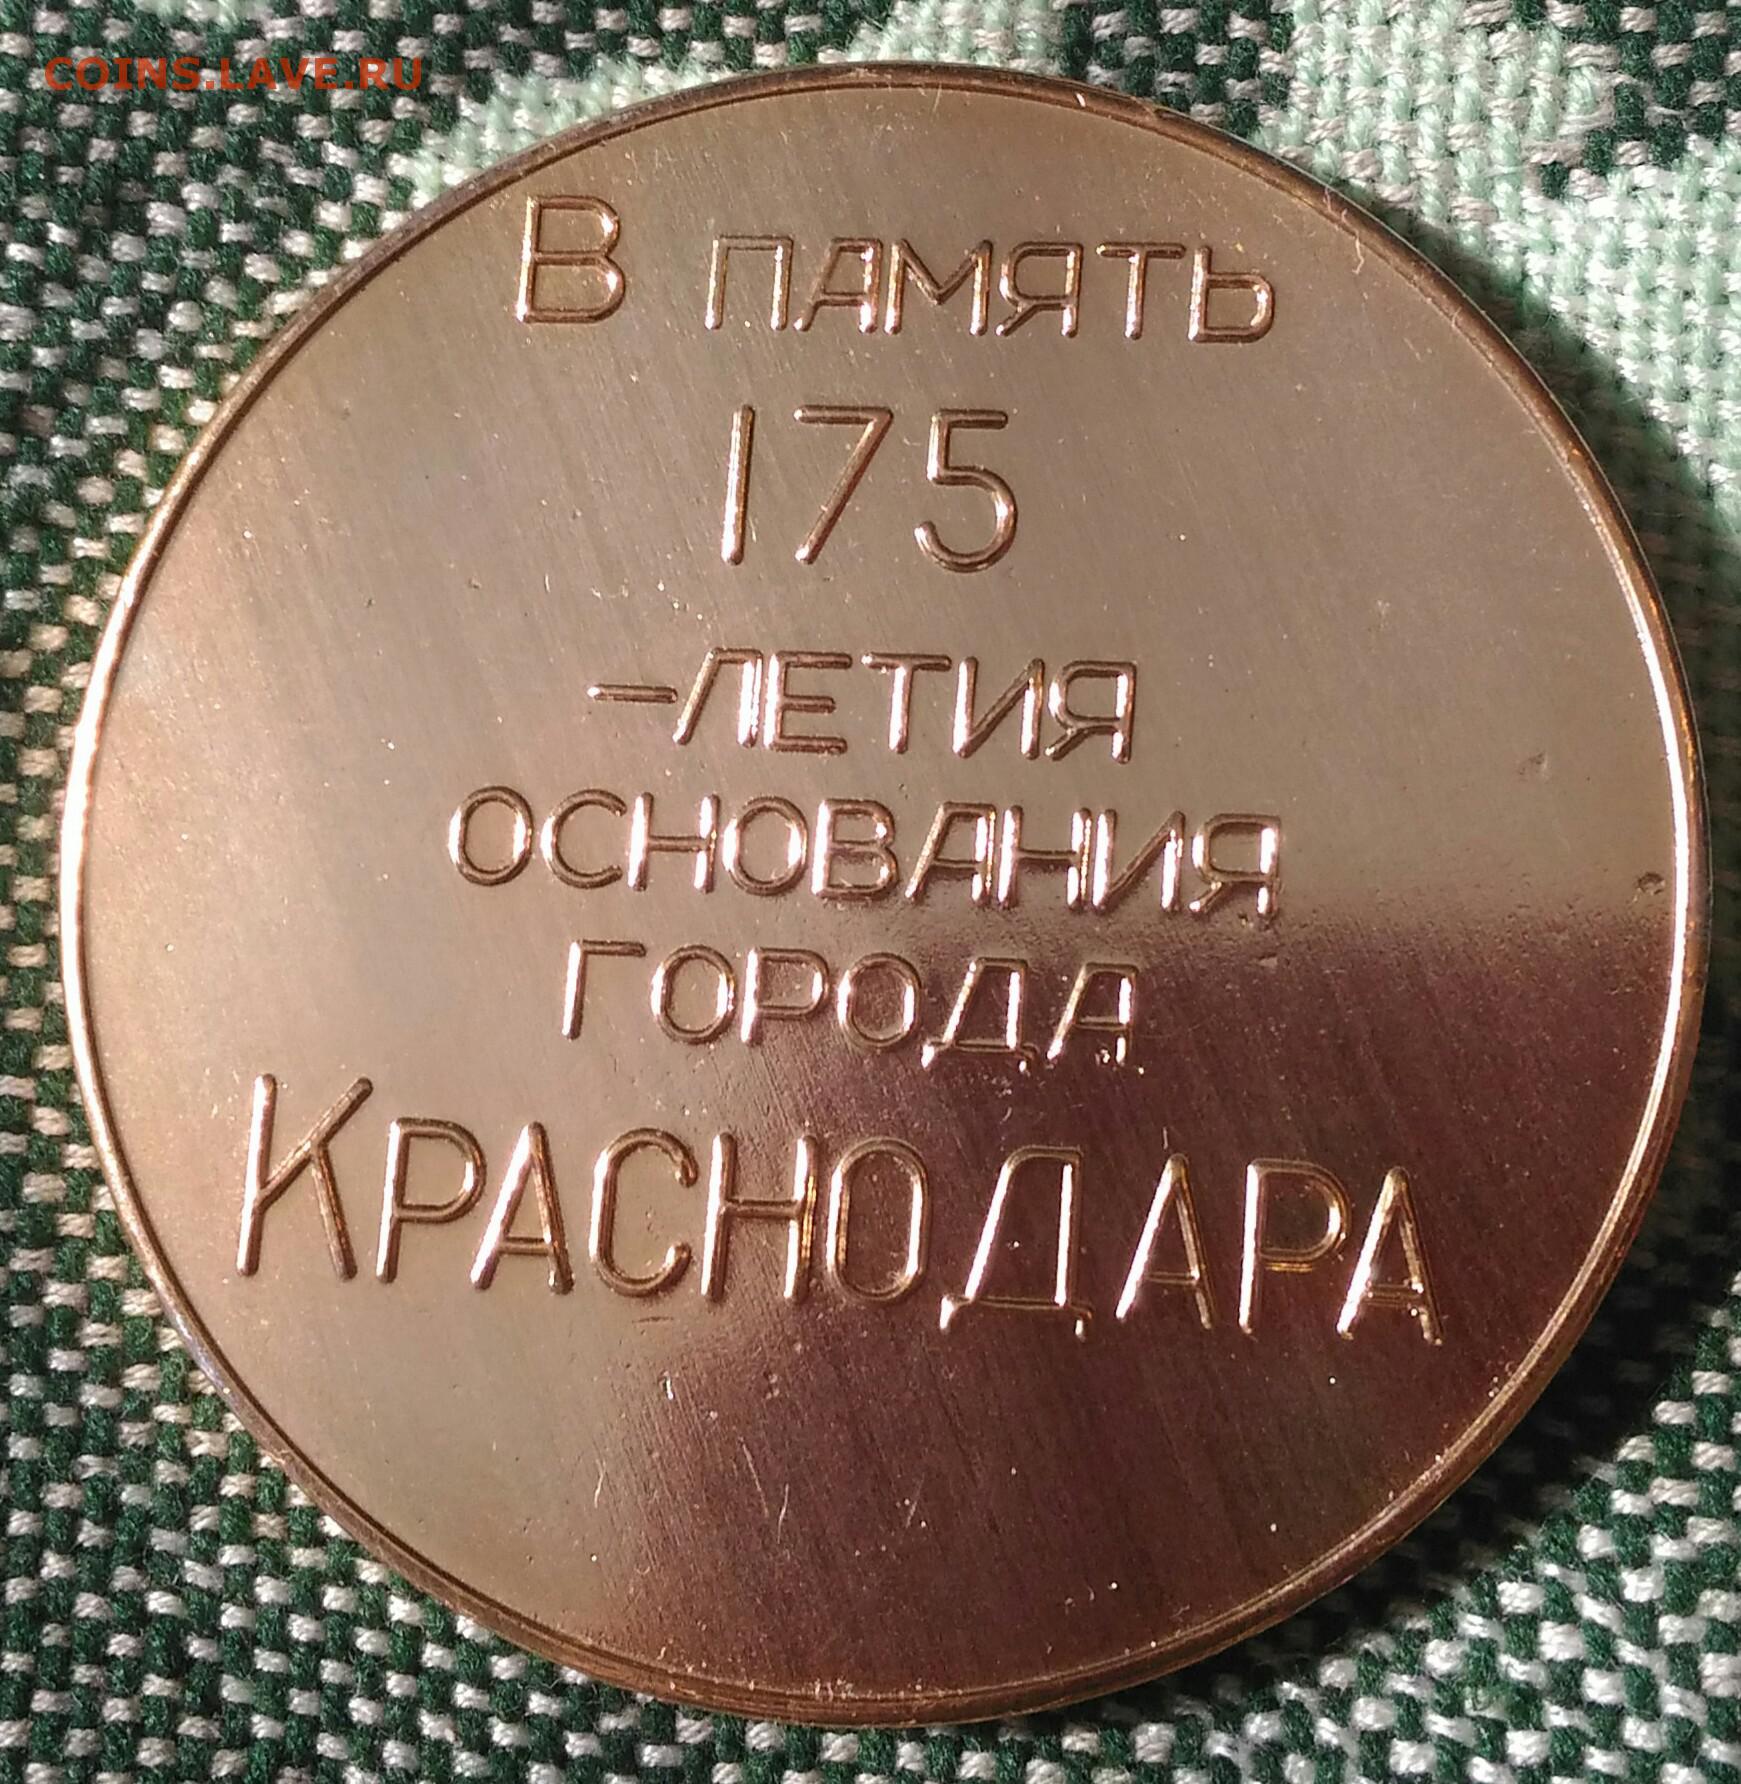 COINS.LAVE.RU
В ПАМЯТЬ
175
-ЛЕТИЯ
ОСНОВАНИЯ
ГОРОДА
КРАСНОДАРА